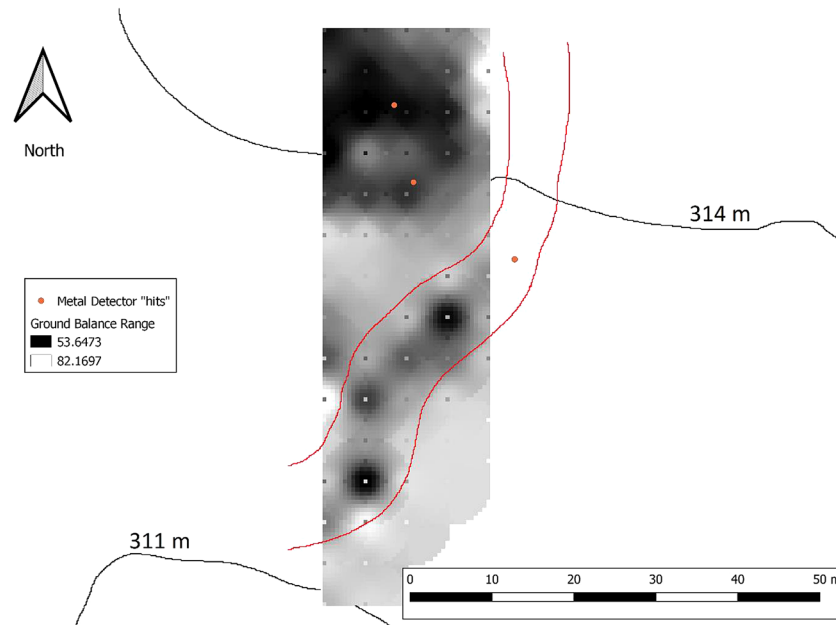 North
314 m
Metal Detector "hits"
Ground Balance Range
53.6473
82.1697
311 m
0 10 20 30 40 50 m